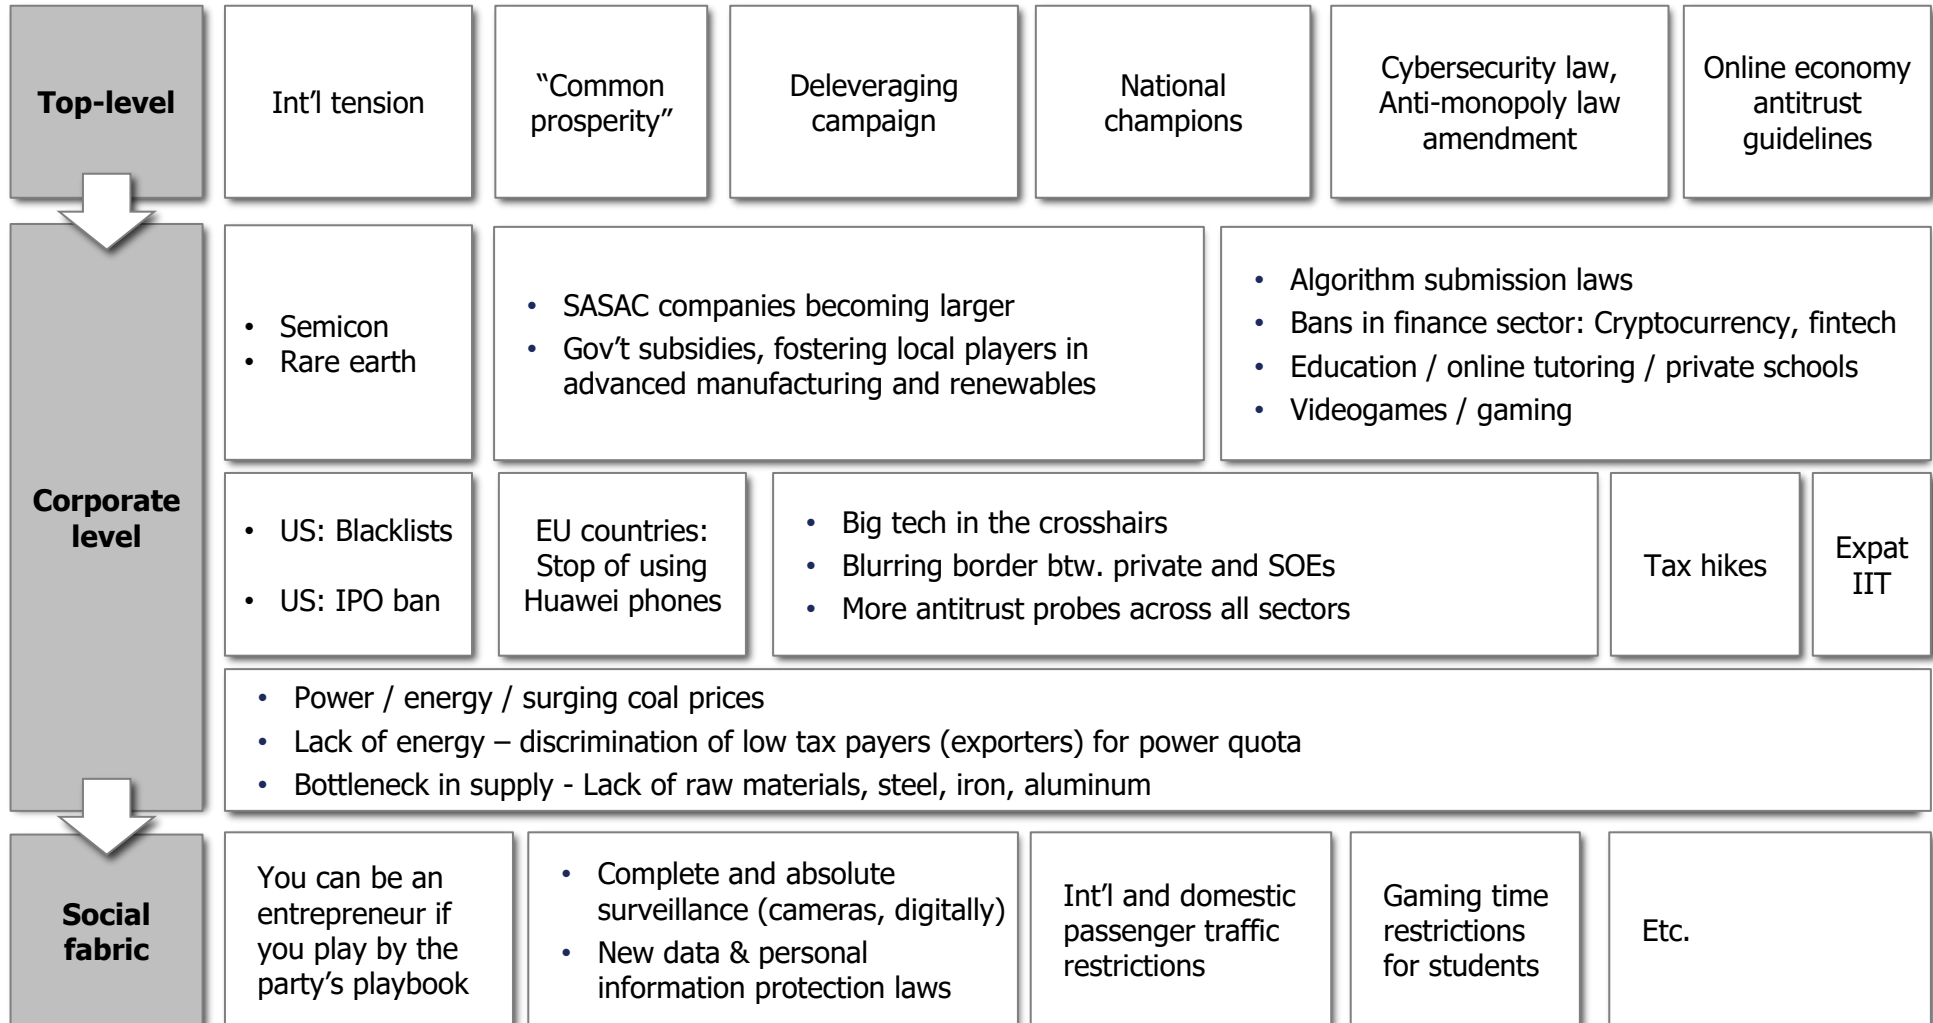 Top-level
Int’l tension
“Common
prosperity”
Deleveraging
campaign
National
champions
Cybersecurity law,
Anti-monopoly law
amendment
Online economy
antitrust
guidelines
Corporate
level
• Semicon
• Rare earth
• SASAC companies becoming larger
• Gov’t subsidies, fostering local players in
advanced manufacturing and renewables
• Algorithm submission laws
• Bans in finance sector: Cryptocurrency, fintech
• Education / online tutoring / private schools
• Videogames / gaming
• US: Blacklists
• US: IPO ban
EU countries:
Stop of using
Huawei phones
• Big tech in the crosshairs
• Blurring border btw. private and SOEs
• More antitrust probes across all sectors
Tax hikes
Expat
IIT
• Power / energy / surging coal prices
• Lack of energy – discrimination of low tax payers (exporters) for power quota
• Bottleneck in supply - Lack of raw materials, steel, iron, aluminum
Social
fabric
You can be an
entrepreneur if
you play by the
party’s playbook
• Complete and absolute
surveillance (cameras, digitally)
• New data & personal
information protection laws
Int’l and domestic
passenger traffic
restrictions
Gaming time
restrictions
for students
Etc.